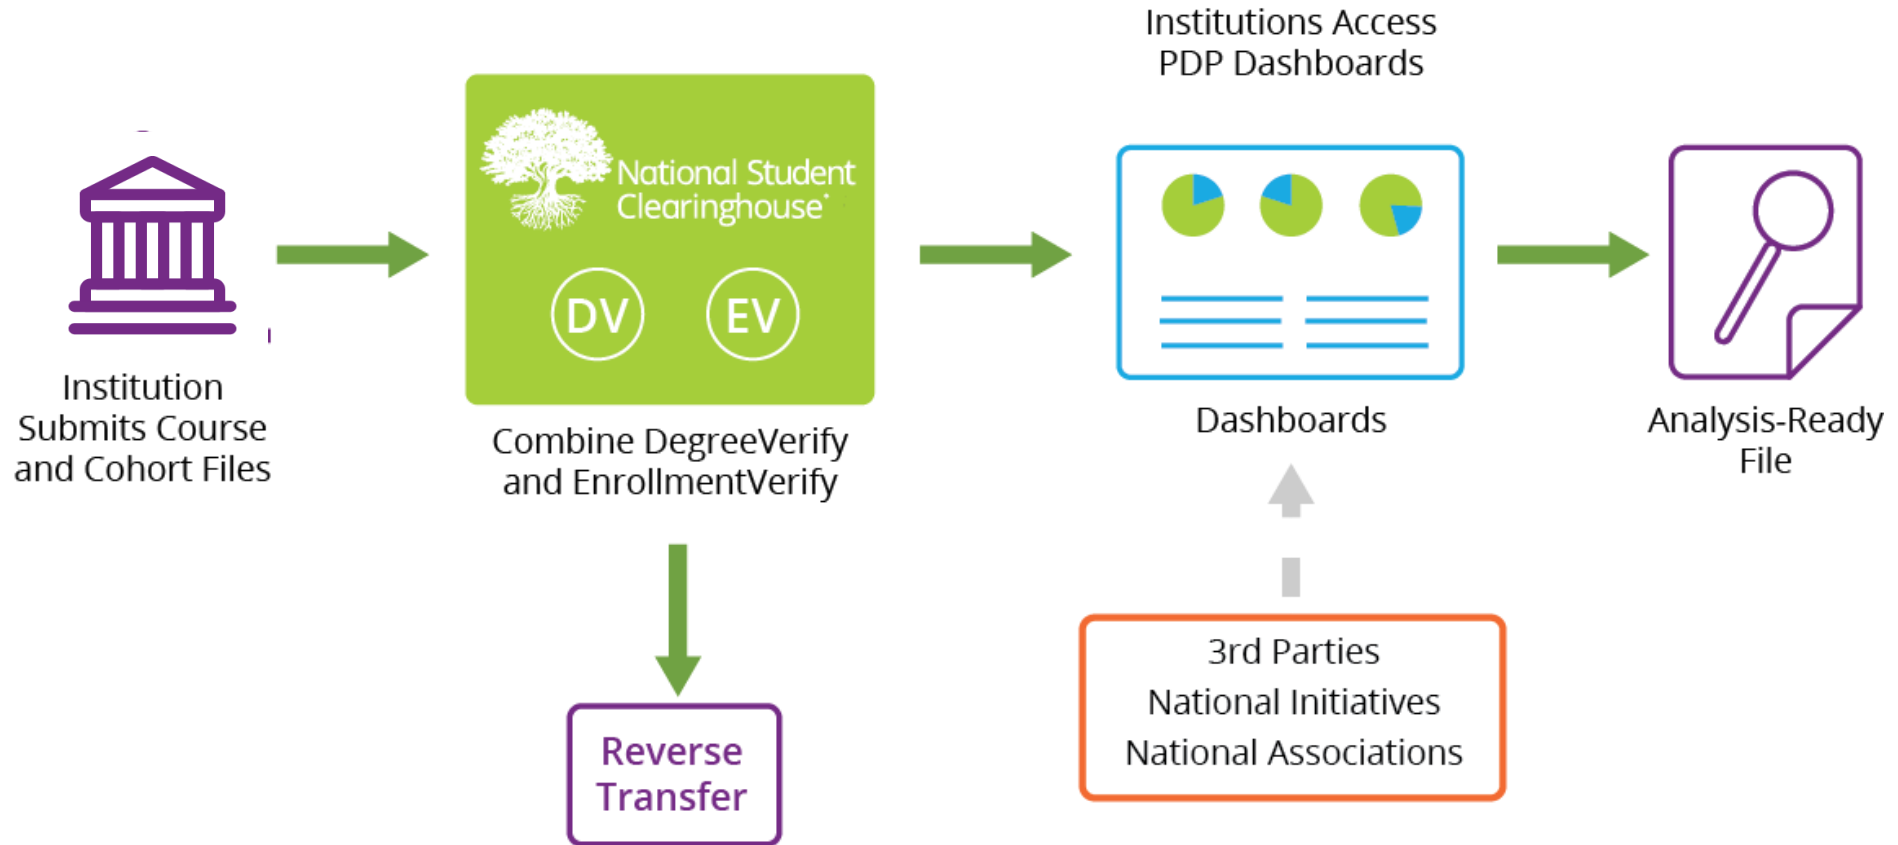 Institution
Submits Course
and Cohort Files
National Student
Clearinghouse
DV
EV
Combine DegreeVerify
and EnrollmentVerify
Reverse
Transfer
Institutions Access
PDP Dashboards
Dashboards
3rd Parties
National Initiatives
National Associations
Analysis-Ready
File